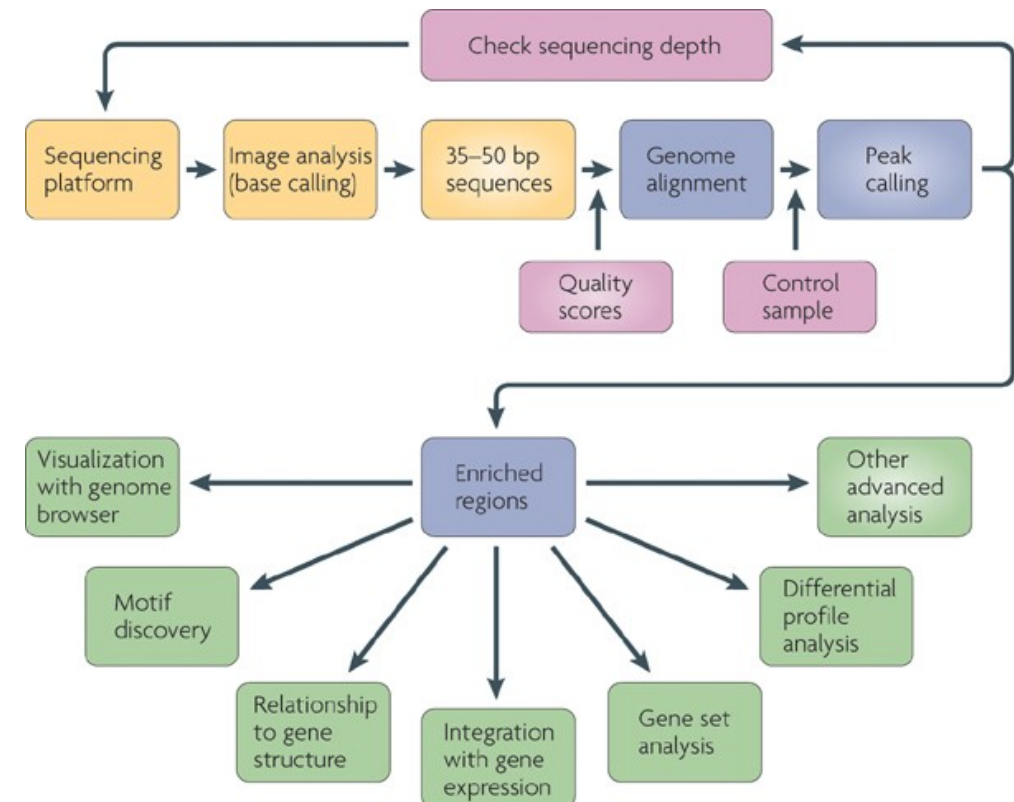 Check sequencing depth
Sequencing
platform
Image analysis
(base calling)
35–50 bp
sequences
Genome
alignment
Peak
calling
Quality
scores
Control
sample
Visualization
with genome
browser
Enriched
regions
Other
advanced
analysis
Motif
discovery
Differential
profile
analysis
Relationship
to gene
structure
Integration
with gene
expression
Gene set
analysis